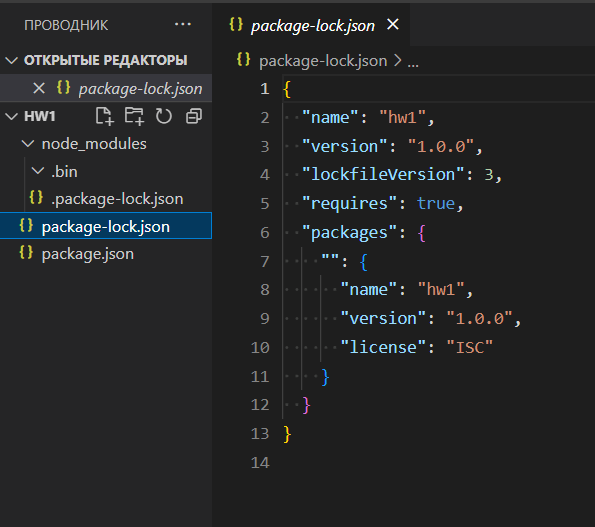 ПРОВОДНИК ···
ОТКРЫТЫЕ РЕДАКТОРЫ
{} package-lock.json
HW1
node_modules
.bin
{} .package-lock.json
{} package-lock.json
{} package.json
{} package-lock.json
{} package-lock.json > ...
1 {
2 "name": "hw1",
3 "version": "1.0.0",
4 "lockfileVersion": 3,
5 "requires": true,
6 "packages": {
7 "": {
8 "name": "hw1",
9 "version": "1.0.0",
10 "license": "ISC"
11 }
12 }
13 }
14